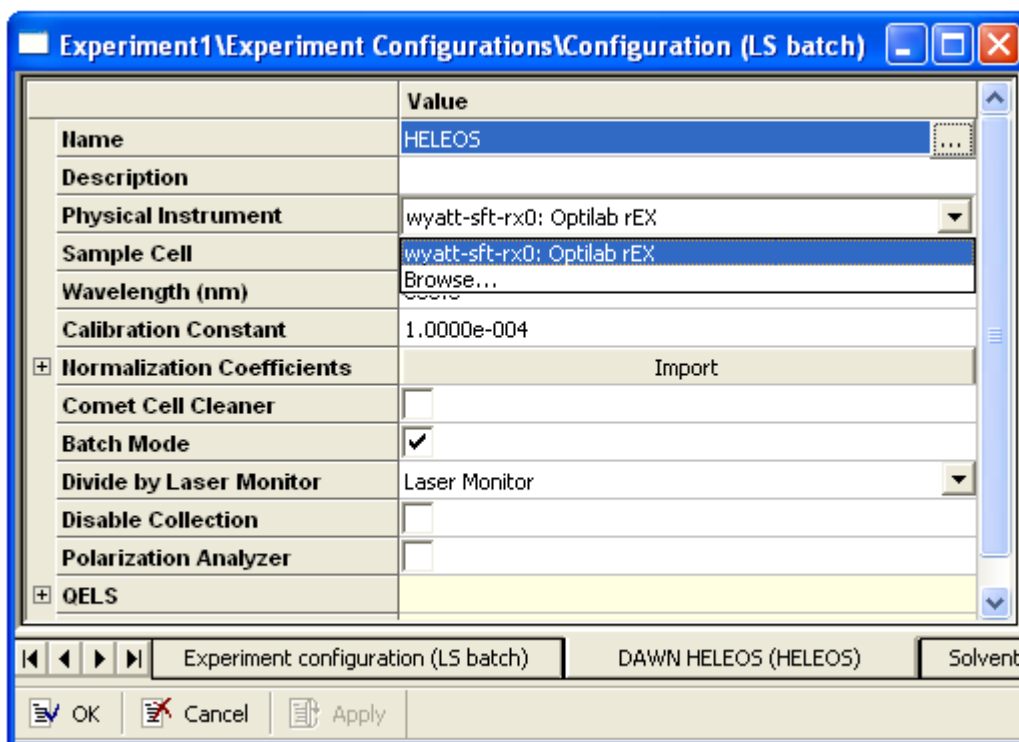 Experiment1\Experiment Configurations\Configuration (LS batch)
Value
Name HELEOS ...
Description
Physical Instrument wyatt-sft-rx0: Optilab rEX
Sample Cell wyatt-sft-rx0: Optilab rEX
Browse...
Wavelength (nm)
Calibration Constant 1.0000e-004
Normalization Coefficients Import
Comet Cell Cleaner
Batch Mode
Divide by Laser Monitor Laser Monitor
Disable Collection
Polarization Analyzer
QELS
Experiment configuration (LS batch) DAWN HELEOS (HELEOS) Solvent
OK Cancel Apply